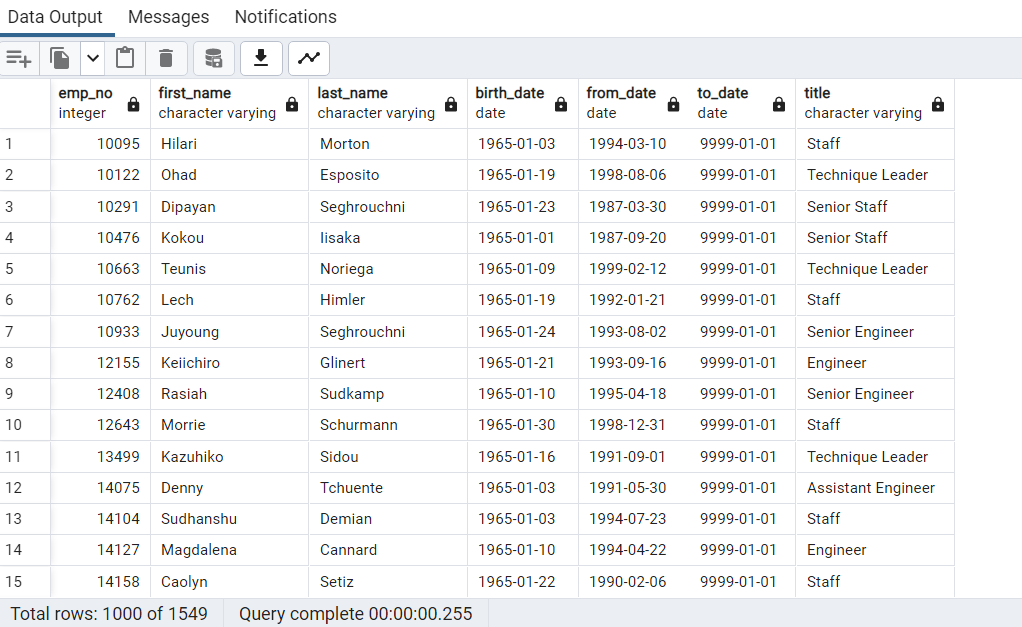 Data Output Messages Notifications
emp_no first_name last_name birth_date from_date to_date title
integer character varying character varying date date date character varying
1 10095 Hilari Morton 1965-01-03 1994-03-10 9999-01-01 Staff
2 10122 Ohad Esposito 1965-01-19 1998-08-06 9999-01-01 Technique Leader
3 10291 Dipayan Seghrouchni 1965-01-23 1987-03-30 9999-01-01 Senior Staff
4 10476 Kokou Iisaka 1965-01-01 1987-09-20 9999-01-01 Senior Staff
5 10663 Teunis Noriega 1965-01-09 1999-02-12 9999-01-01 Technique Leader
6 10762 Lech Himler 1965-01-19 1992-01-21 9999-01-01 Staff
7 10933 Juyoung Seghrouchni 1965-01-24 1993-08-02 9999-01-01 Senior Engineer
8 12155 Keiichiro Glinert 1965-01-21 1993-09-16 9999-01-01 Engineer
9 12408 Rasiah Sudkamp 1965-01-10 1995-04-18 9999-01-01 Senior Engineer
10 12643 Morrie Schurmann 1965-01-30 1998-12-31 9999-01-01 Staff
11 13499 Kazuhiko Sidou 1965-01-16 1991-09-01 9999-01-01 Technique Leader
12 14075 Denny Tchuente 1965-01-03 1991-05-30 9999-01-01 Assistant Engineer
13 14104 Sudhanshu Demian 1965-01-03 1994-07-23 9999-01-01 Staff
14 14127 Magdalena Cannard 1965-01-10 1994-04-22 9999-01-01 Engineer
15 14158 Caolyn Setiz 1965-01-22 1990-02-06 9999-01-01 Staff
Total rows: 1000 of 1549 Query complete 00:00:00.255